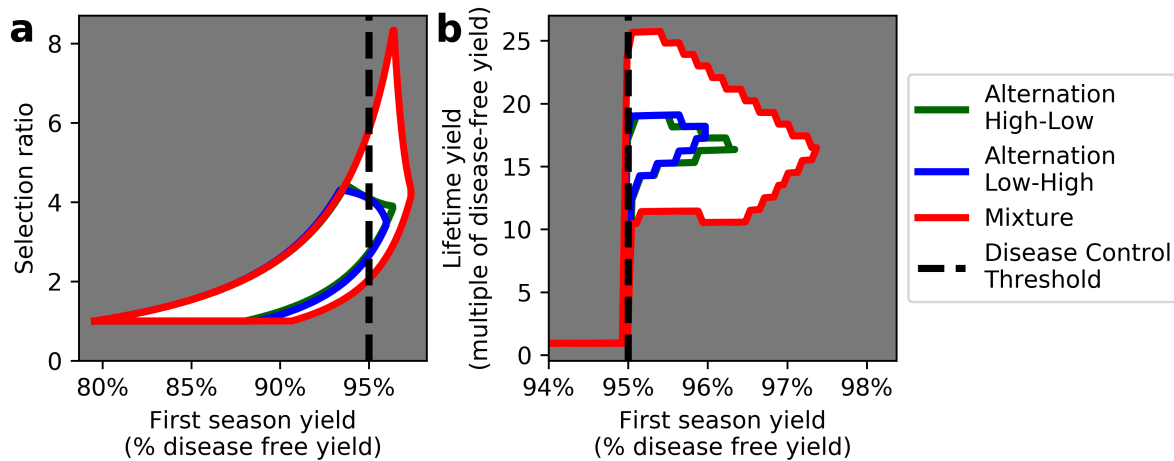 a
Selection ratio
8
6
4
2
0
80%
85%
90%
95%
First season yield
(% disease free yield)
b
Lifetime yield
(multiple of disease-free yield)
25
20
15
10
5
0
94%
95%
96%
97%
98%
First season yield
(% disease free yield)
Alternation
High-Low
Alternation
Low-High
Mixture
Disease Control
Threshold